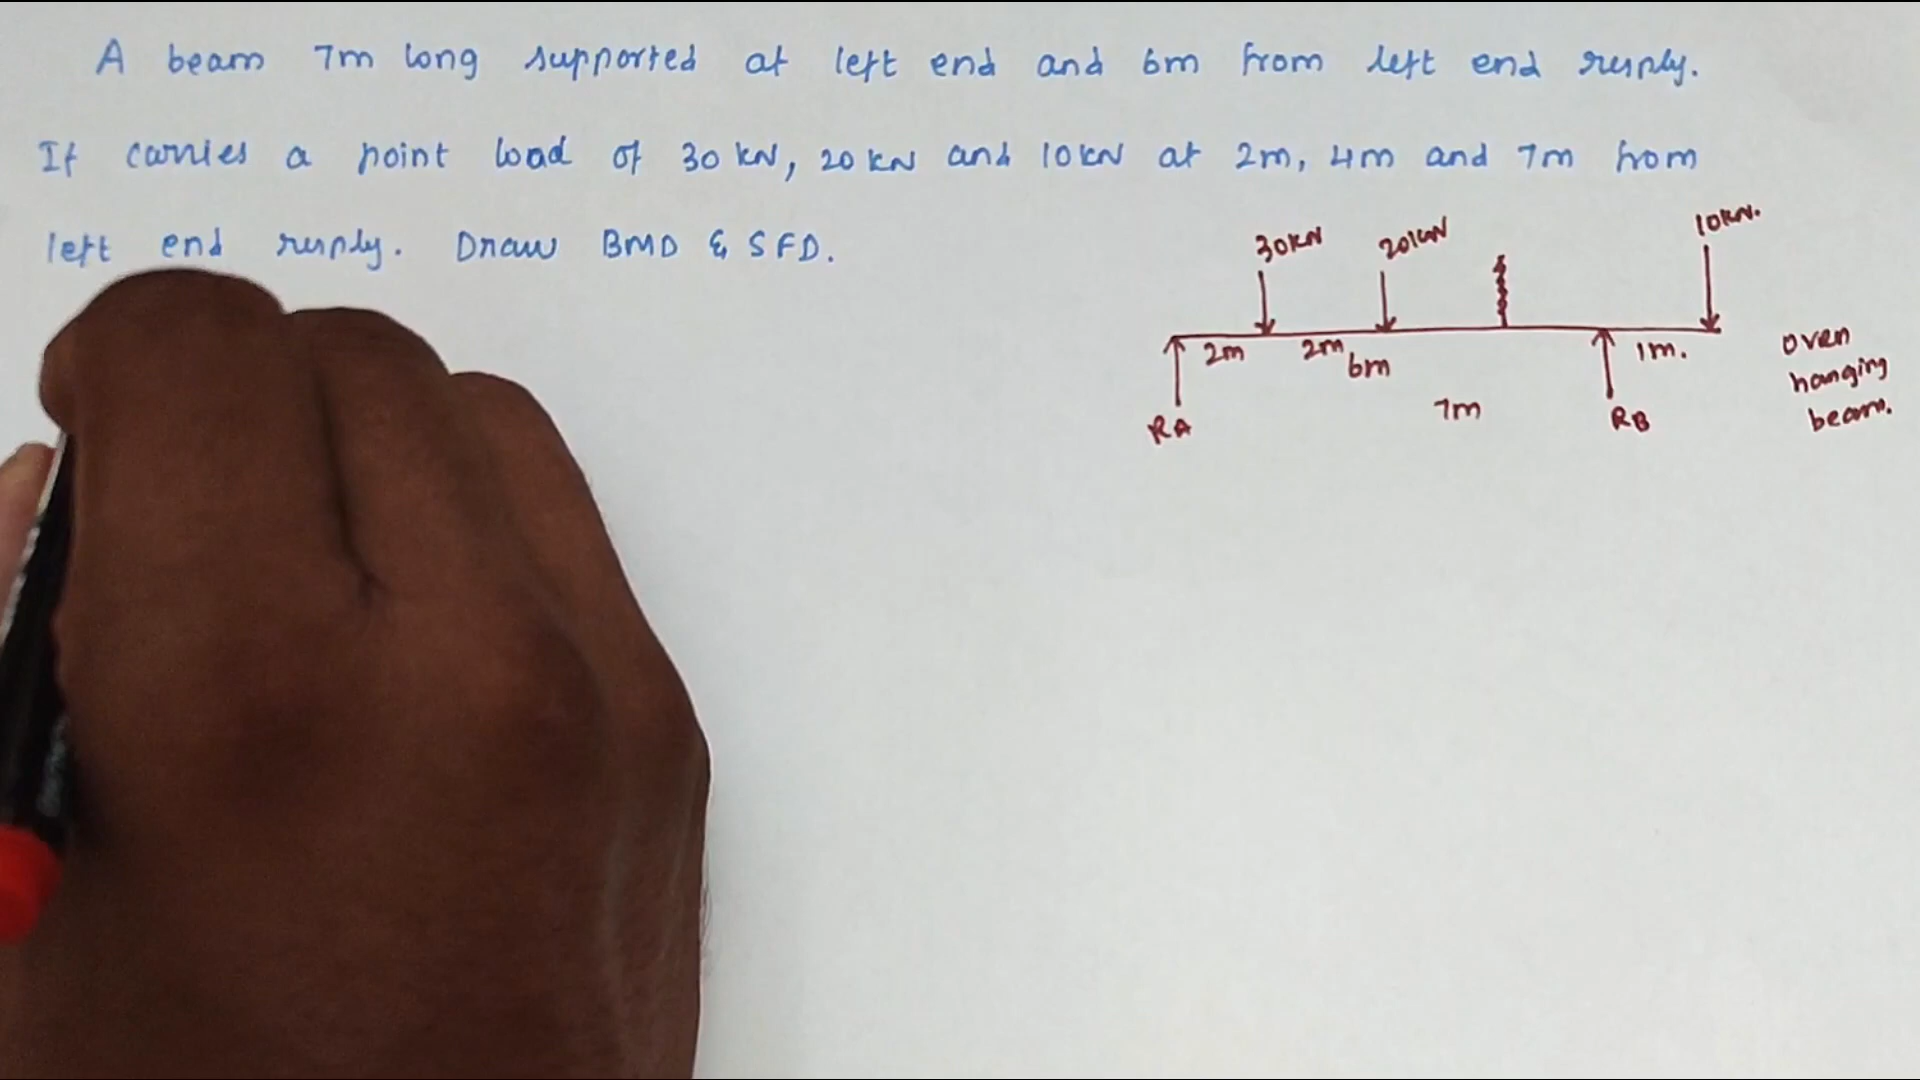 A beam 7m long supported at left end and 6m from left end resply.
It carries a point load of 30 kN, 20 kN and 10 kN at 2m, 4m and 7m from
left end resply. Draw BMD & SFD.
30kN 20kN 10kN.
2m 2m 1m.
6m
7m
RA RB
over
hanging
beam.